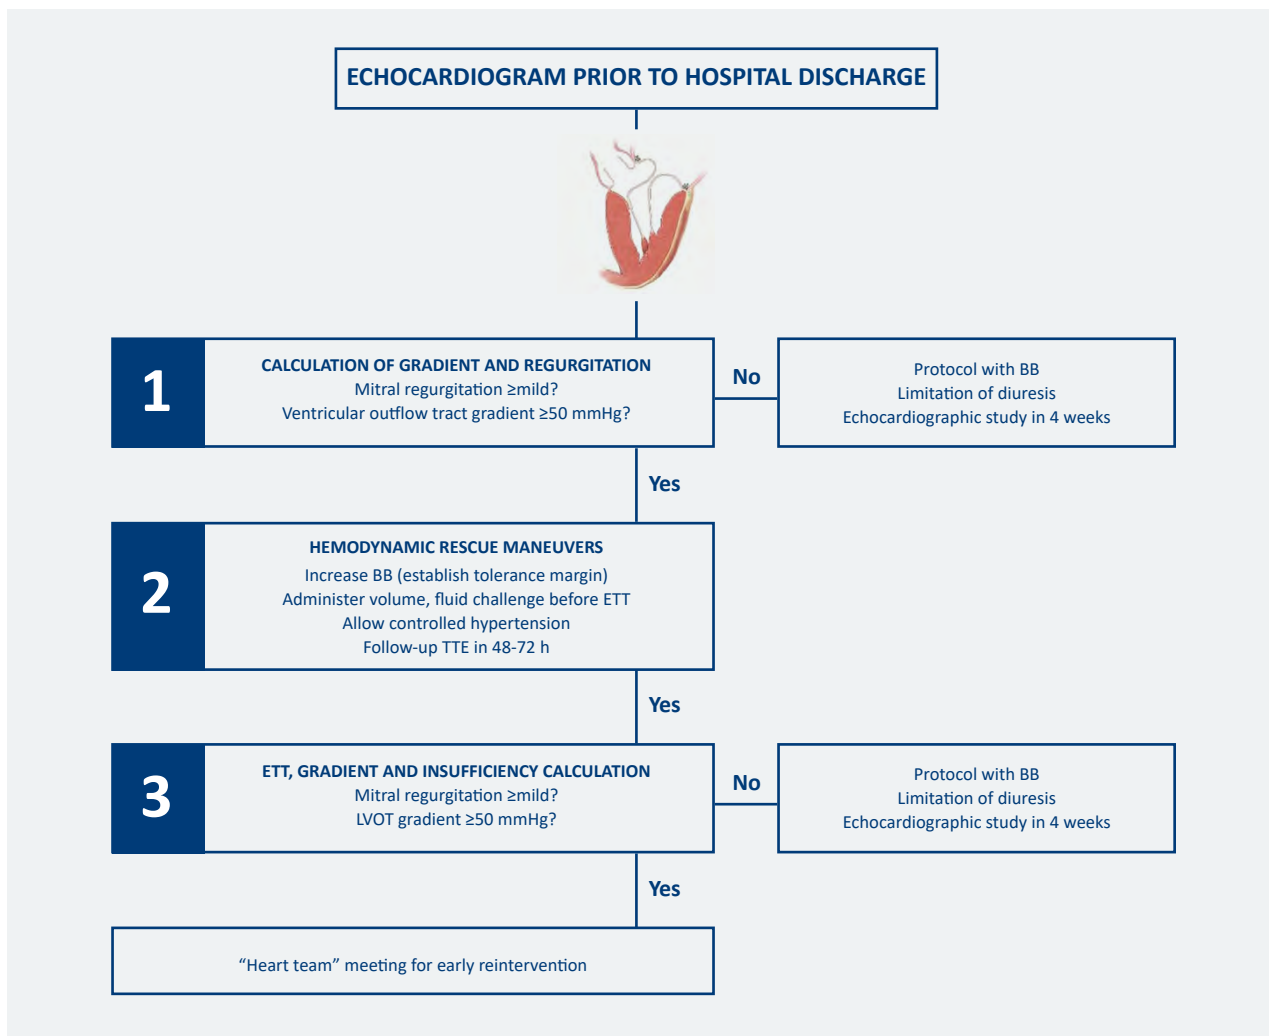 ECHOCARDIOGRAM PRIOR TO HOSPITAL DISCHARGE
1
CALCULATION OF GRADIENT AND REGURGITATION
Mitral regurgitation ≥mild?
Ventricular outflow tract gradient ≥50 mmHg?
No
Protocol with BB
Limitation of diuresis
Echocardiographic study in 4 weeks
Yes
2
HEMODYNAMIC RESCUE MANEUVERS
Increase BB (establish tolerance margin)
Administer volume, fluid challenge before ETT
Allow controlled hypertension
Follow-up TTE in 48-72 h
Yes
3
ETT, GRADIENT AND INSUFFICIENCY CALCULATION
Mitral regurgitation ≥mild?
LVOT gradient ≥50 mmHg?
No
Protocol with BB
Limitation of diuresis
Echocardiographic study in 4 weeks
Yes
“Heart team” meeting for early reintervention